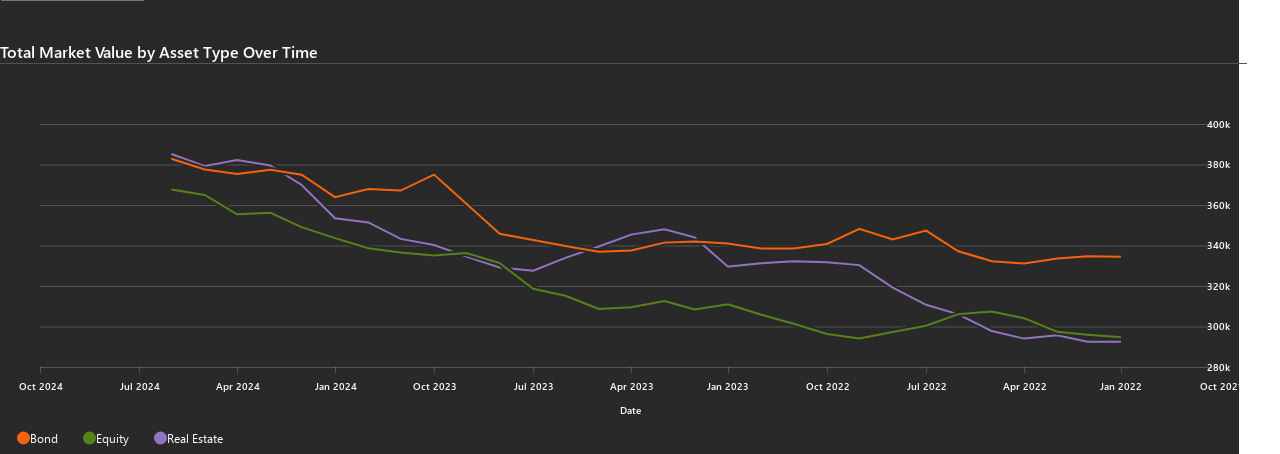 Total Market Value by Asset Type Over Time
400k
380k
360k
340k
320k
300k
280k
Oct 2024 Jul 2024 Apr 2024 Jan 2024 Oct 2023 Jul 2023 Apr 2023 Jan 2023 Oct 2022 Jul 2022 Apr 2022 Jan 2022 Oct 202
Date
Bond Equity Real Estate